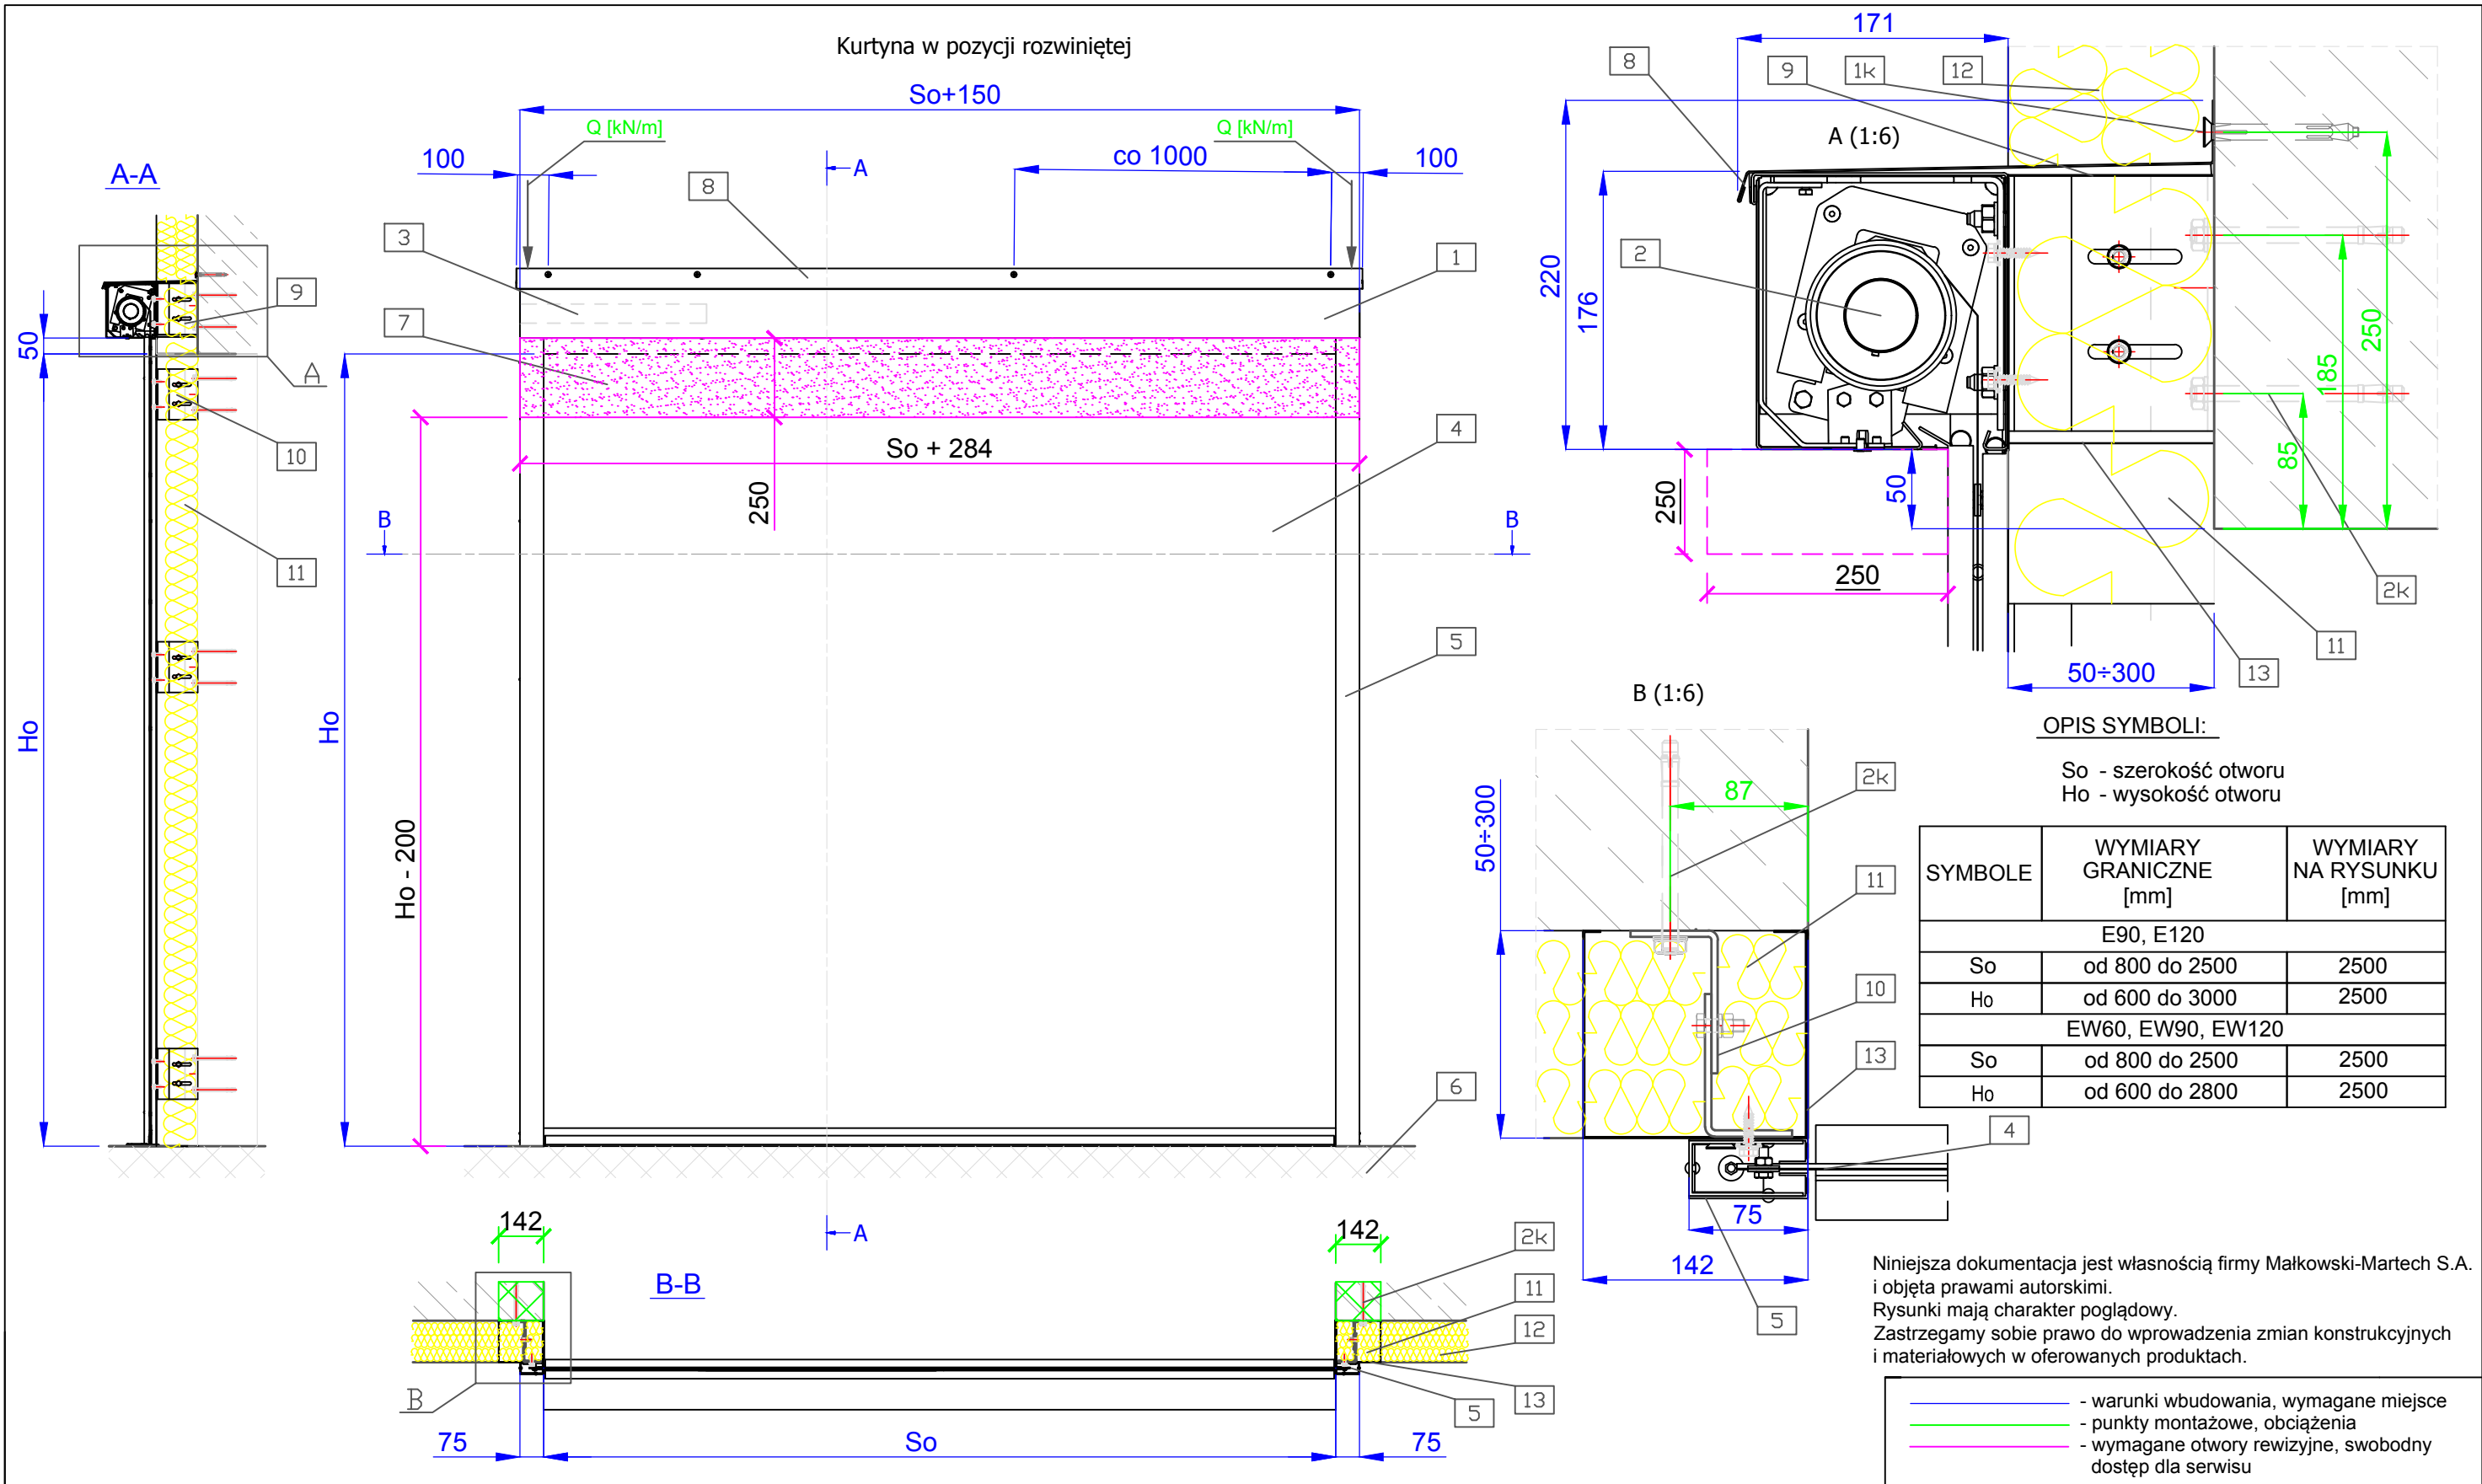 Kurtyna w pozycji rozwiniętej
So+150
Q [kN/m]
Q [kN/m]
100
co 1000
100
A
8
3
7
1
So + 284
250
4
B
B
5
Ho
Ho - 200
6
A
A-A
50
9
A
10
11
Ho
142
142
B-B
2k
11
12
13
5
B
75
So
75
171
8
9
1k
12
A (1:6)
220
176
2
250
185
85
50
250
250
2k
11
13
50÷300
B (1:6)
50÷300
87
2k
11
10
13
4
75
142
5
OPIS SYMBOLI:
So - szerokość otworu
Ho - wysokość otworu
SYMBOLE
WYMIARY GRANICZNE [mm]
WYMIARY NA RYSUNKU [mm]
E90, E120
So od 800 do 2500 2500
Ho od 600 do 3000 2500
EW60, EW90, EW120
So od 800 do 2500 2500
Ho od 600 do 2800 2500
Niniejsza dokumentacja jest własnością firmy Małkowski-Martech S.A.
i objęta prawami autorskimi.
Rysunki mają charakter poglądowy.
Zastrzegamy sobie prawo do wprowadzenia zmian konstrukcyjnych
i materiałowych w oferowanych produktach.
- warunki wbudowania, wymagane miejsce
- punkty montażowe, obciążenia
- wymagane otwory rewizyjne, swobodny
dostęp dla serwisu